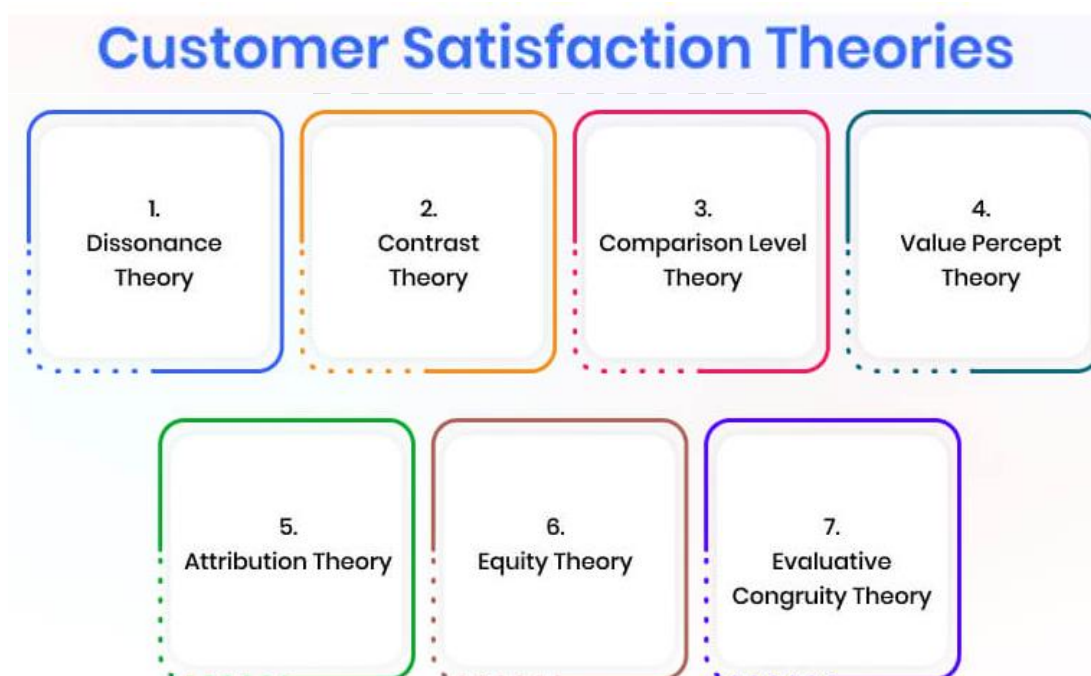 Customer Satisfaction Theories
1.
Dissonance
Theory
2.
Contrast
Theory
3.
Comparison Level
Theory
4.
Value Percept
Theory
5.
Attribution Theory
6.
Equity Theory
7.
Evaluative
Congruity Theory